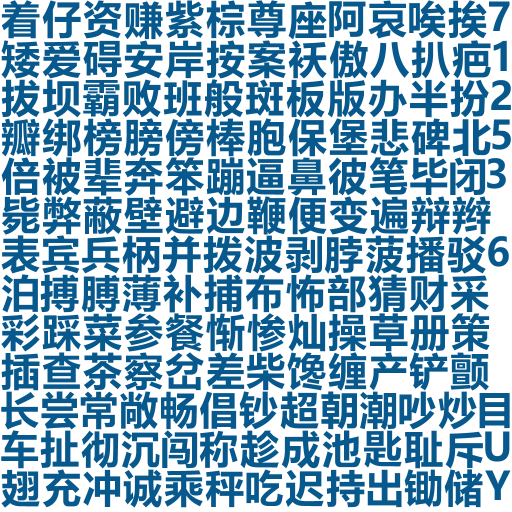 着仔资赚紫棕尊座阿哀唉挨7
矮爱碍安岸按案袄傲八扒疤1
拔坝霸败班般斑板版办半扮2
瓣绑榜膀傍棒胞保堡悲碑北5
倍被辈奔笨蹦逼鼻彼笔毕闭3
毙弊蔽壁避边鞭便变遍辩辫
表宾兵柄并拨波剥脖菠播驳6
泊搏膊薄补捕布怖部猜财采
彩踩菜参餐惭惨灿操草册策
插查茶察岔差柴馋缠产铲颤
长尝常敞畅倡钞超朝潮吵炒目
车扯彻沉闯称趁成池匙耻斥U
翅充冲诚乘秤吃迟持出锄储Y